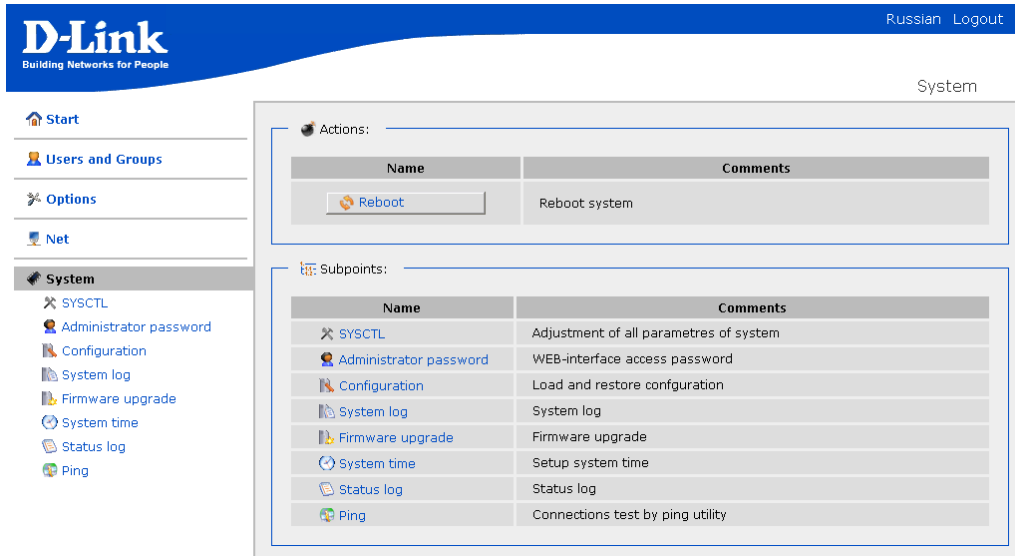 Russian Logout
D-Link
Building Networks for People
System
Start
Users and Groups
Options
Net
System
SYSCTL
Administrator password
Configuration
System log
Firmware upgrade
System time
Status log
Ping
Actions:
Name Comments
Reboot Reboot system
Subpoints:
Name Comments
SYSCTL Adjustment of all parametres of system
Administrator password WEB-interface access password
Configuration Load and restore confguration
System log System log
Firmware upgrade Firmware upgrade
System time Setup system time
Status log Status log
Ping Connections test by ping utility